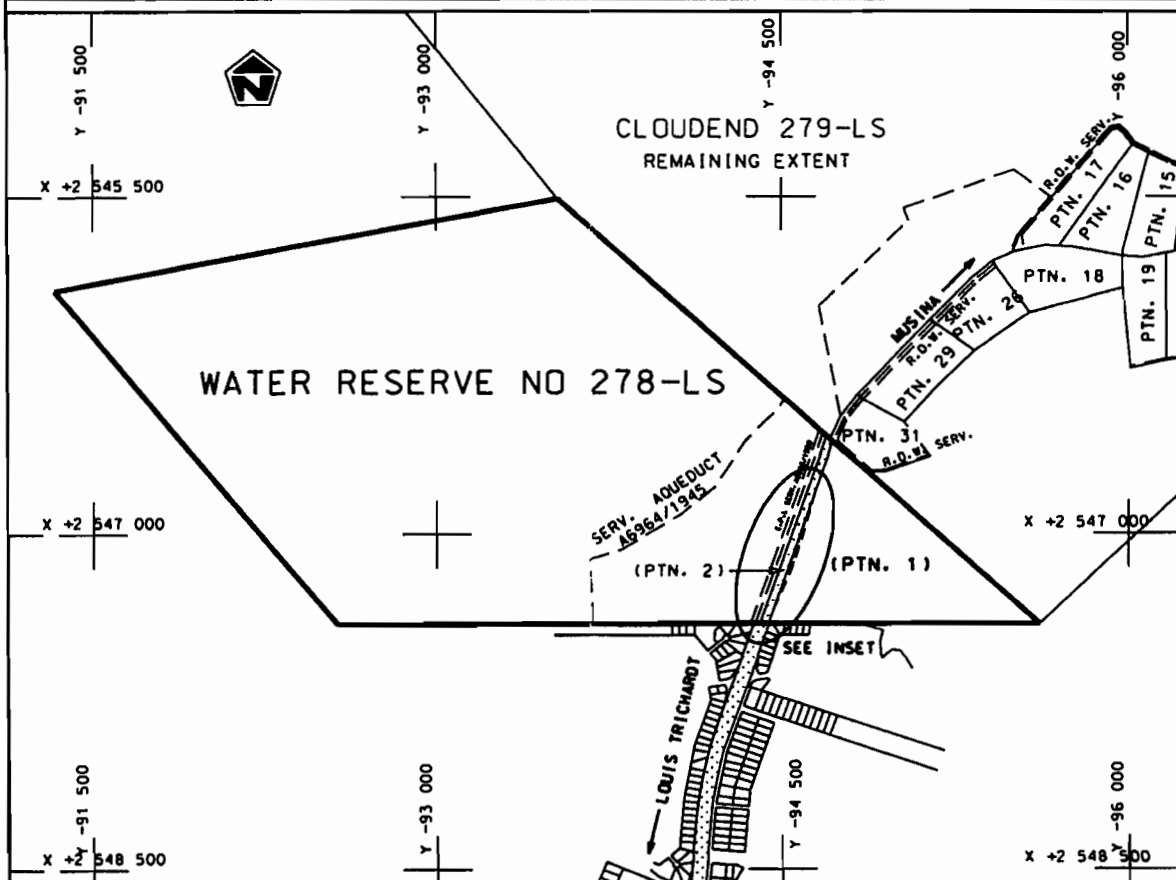 Y -91 500
Y -93 000
Y -94 500
Y -96 000
N
CLOUDEND 279-LS
REMAINING EXTENT
X +2 545 500
R.O.W. SERV.
PTN. 17
PTN. 16
PTN. 15
PTN. 18
PTN. 19
MUSINA
R.O.W. SERV.
PTN. 28
PTN. 29
PTN. 31
R.O.W. SERV.
WATER RESERVE NO 278-LS
SERV. AQUEDUCT
A6964/1945
X +2 547 000
X +2 547 000
(PTN. 2)
(PTN. 1)
SEE INSET
LOUIS TRICHARDT
Y -91 500
Y -93 000
Y -94 500
Y -96 000
X +2 548 500
X +2 548 500